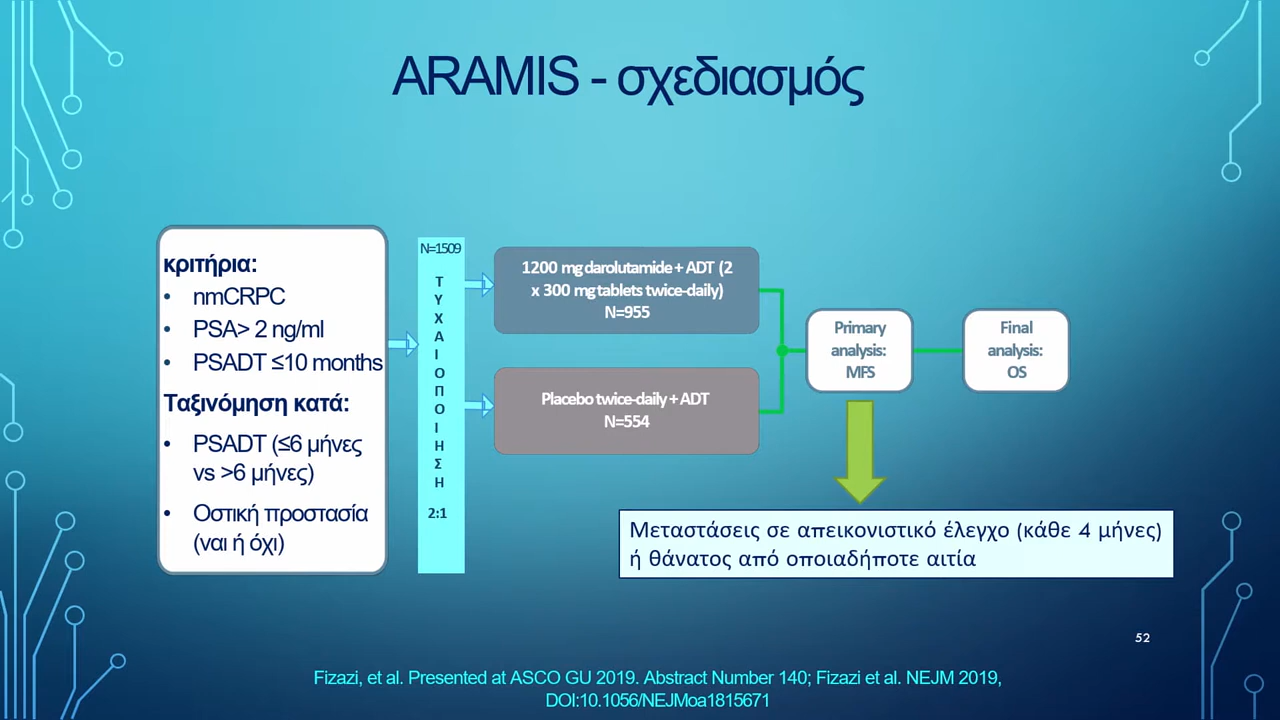 ARAMIS - σχεδιασμός
κριτήρια:
• nmCRPC
• PSA> 2 ng/ml
• PSADT ≤10 months
Ταξινόμηση κατά:
• PSADT (≤6 μήνες
vs >6 μήνες)
• Οστική προστασία
(ναι ή όχι)
N=1509
Τ
Υ
Χ
Α
Ι
Ο
Π
Ο
Ι
Η
Σ
Η
2:1
1200 mg darolutamide + ADT (2
x 300 mg tablets twice-daily)
N=955
Placebo twice-daily + ADT
N=554
Primary
analysis:
MFS
Final
analysis:
OS
Μεταστάσεις σε απεικονιστικό έλεγχο (κάθε 4 μήνες)
ή θάνατος από οποιαδήποτε αιτία
52
Fizazi, et al. Presented at ASCO GU 2019. Abstract Number 140; Fizazi et al. NEJM 2019,
DOI:10.1056/NEJMoa1815671